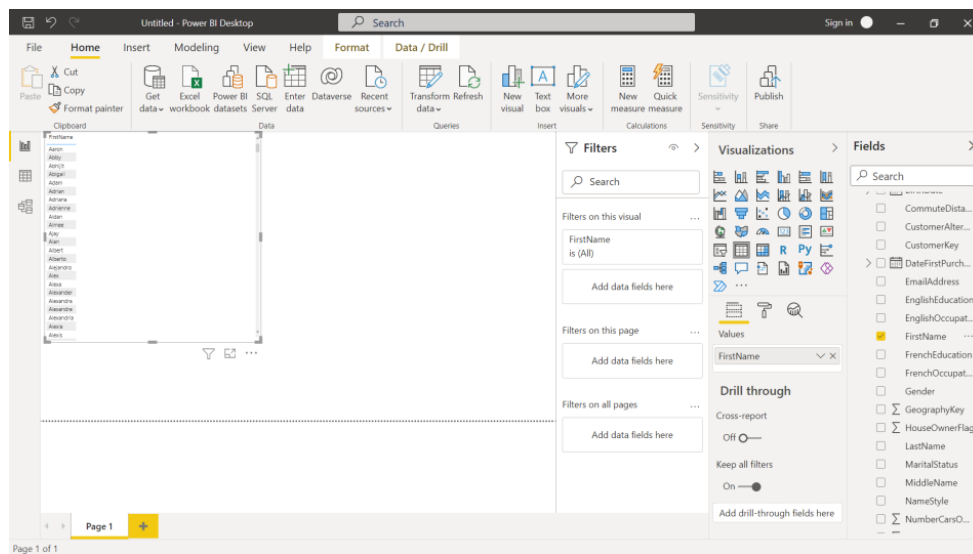 Untitled - Power BI Desktop
Search
Sign in
File Home Insert Modeling View Help Format Data / Drill
Paste
Cut
Copy
Format painter
Clipboard
Get data
Excel workbook
Power BI datasets
SQL Server
Enter data
Dataverse
Recent sources
Data
Transform data
Refresh
Queries
New visual
Text box
More visuals
Insert
New measure
Quick measure
Calculations
Sensitivity
Sensitivity
Publish
Share
FirstName
Aaron
Abby
Abhijit
Abigail
Adam
Adrian
Adriana
Adrienne
Aidan
Aimee
Ajay
Alan
Albert
Alberto
Alejandro
Alex
Alexa
Alexander
Alexandra
Alexandre
Alexandria
Alexia
Alexis
Filters
Search
Filters on this visual ...
FirstName
is (All)
Add data fields here
Filters on this page ...
Add data fields here
Filters on all pages ...
Add data fields here
Visualizations
R Py
...
Values
FirstName
Drill through
Cross-report
Off
Keep all filters
On
Add drill-through fields here
Fields
Search
CommuteDista...
CustomerAlter...
CustomerKey
DateFirstPurch...
EmailAddress
EnglishEducation
EnglishOccupat...
FirstName ...
FrenchEducation
FrenchOccupat...
Gender
∑ GeographyKey
∑ HouseOwnerFlag
LastName
MaritalStatus
MiddleName
NameStyle
∑ NumberCarsO...
Page 1 +
Page 1 of 1